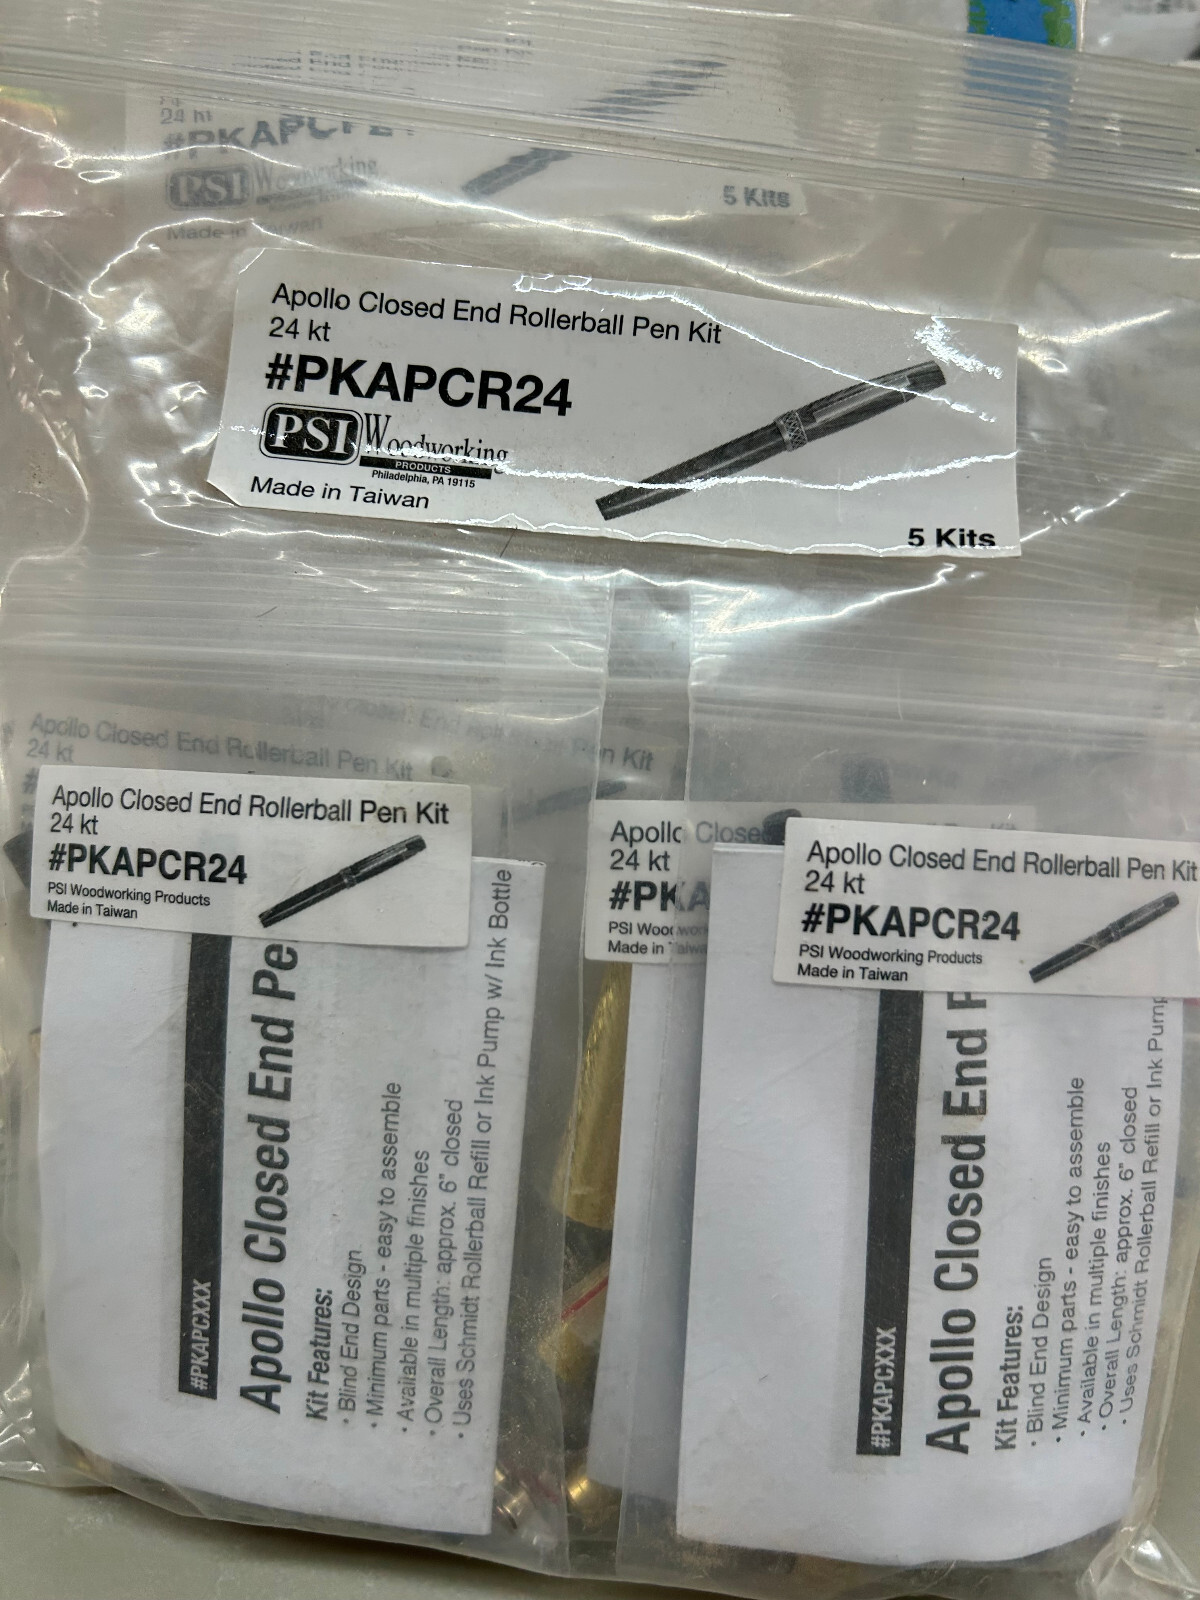 24 kt
PSI Woodworking
Made in Taiwan
5 Kits
Apollo Closed End Rollerball Pen Kit
24 kt
#PKAPCR24
PSI Woodworking
PRODUCTS
Philadelphia, PA 19115
Made in Taiwan
5 Kits
Apollo Closed End Rollerball Pen Kit
24 kt
Pen Kit
Apollo Closed End Rollerball Pen Kit
24 kt
#PKAPCR24
PSI Woodworking Products
Made in Taiwan
#PKAPCXXX
Apollo Closed End Pe
Kit Features:
· Blind End Design
· Minimum parts - easy to assemble
· Available in multiple finishes
· Overall Length: approx. 6" closed
· Uses Schmidt Rollerball Refill or Ink Pump w/ Ink Bottle
Apollo Closed
24 kt
#PKA
PSI Woodwor
Made in Taiwa
Apollo Closed End Rollerball Pen Kit
24 kt
#PKAPCR24
PSI Woodworking Products
Made in Taiwan
#PKAPCXXX
Apollo Closed End P
Kit Features:
· Blind End Design
· Minimum parts - easy to assemble
· Available in multiple finishes
· Overall Length: approx. 6" closed
· Uses Schmidt Rollerball Refill or Ink Pump